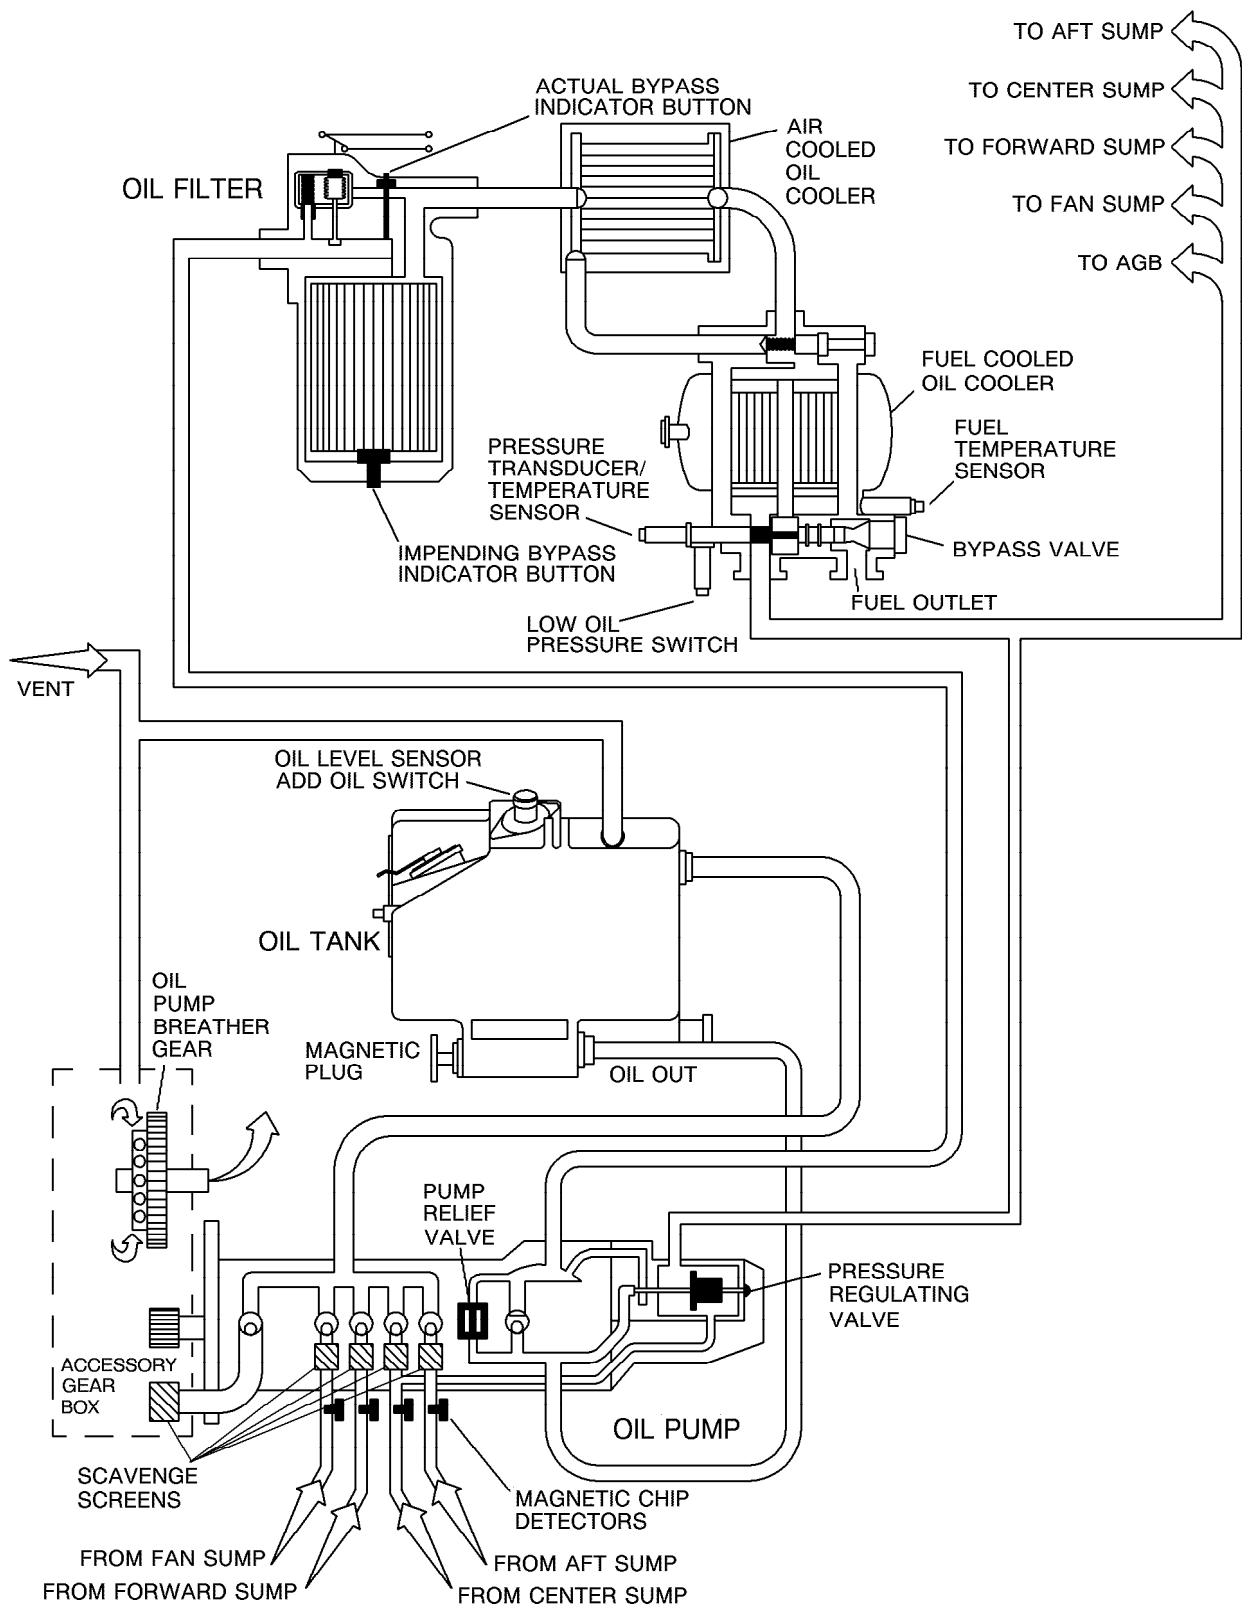 TO AFT SUMP
TO CENTER SUMP
TO FORWARD SUMP
TO FAN SUMP
TO AGB
ACTUAL BYPASS
INDICATOR BUTTON
AIR
COOLED
OIL
COOLER
OIL FILTER
FUEL COOLED
OIL COOLER
FUEL
TEMPERATURE
SENSOR
PRESSURE
TRANSDUCER/
TEMPERATURE
SENSOR
IMPENDING BYPASS
INDICATOR BUTTON
BYPASS VALVE
FUEL OUTLET
LOW OIL
PRESSURE SWITCH
VENT
OIL LEVEL SENSOR
ADD OIL SWITCH
OIL TANK
OIL
PUMP
BREATHER
GEAR
MAGNETIC
PLUG
OIL OUT
PUMP
RELIEF
VALVE
PRESSURE
REGULATING
VALVE
ACCESSORY
GEAR
BOX
OIL PUMP
SCAVENGE
SCREENS
MAGNETIC CHIP
DETECTORS
FROM FAN SUMP
FROM AFT SUMP
FROM FORWARD SUMP
FROM CENTER SUMP